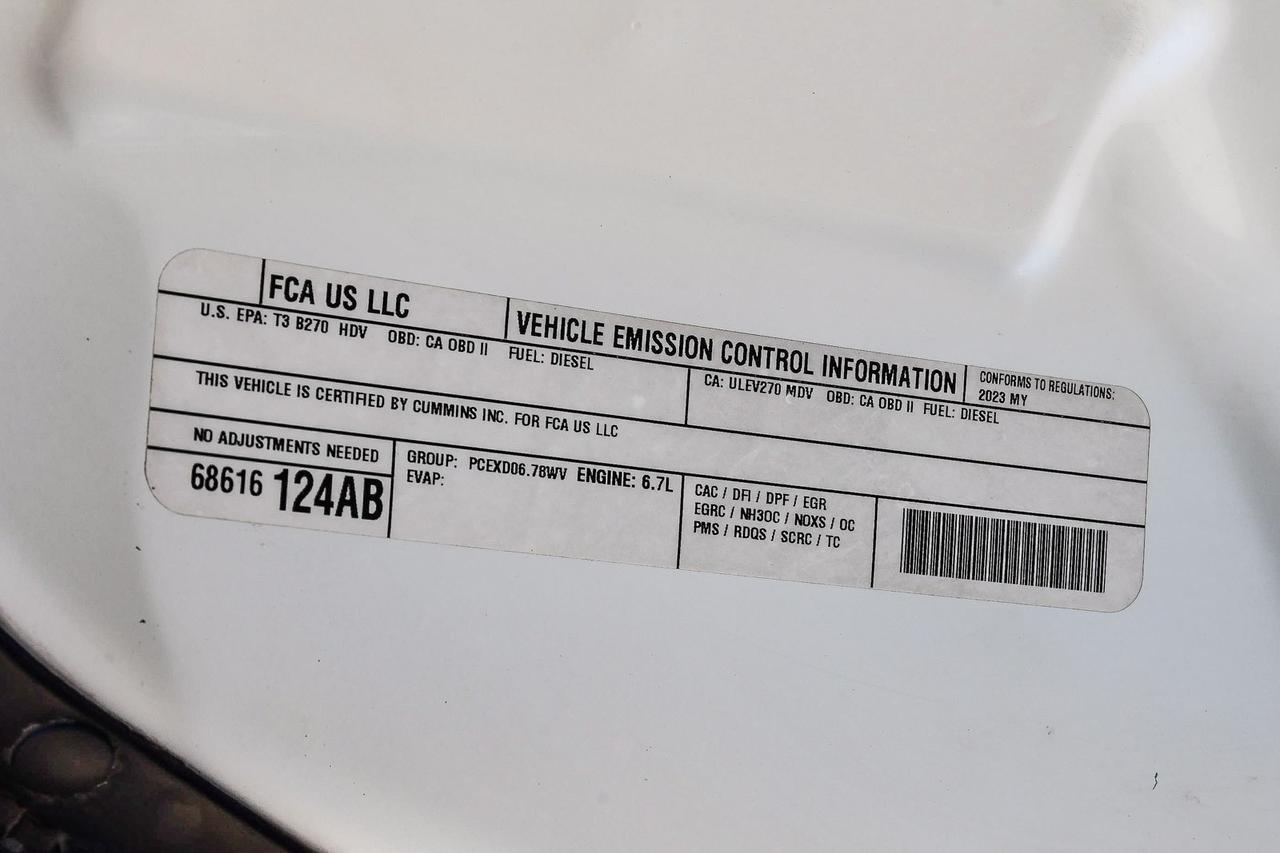 FCA US LLC
VEHICLE EMISSION CONTROL INFORMATION
CONFORMS TO REGULATIONS:
2023 MY
U.S. EPA: T3 B270 HDV OBD: CA OBD II FUEL: DIESEL
CA: ULEV270 MDV OBD: CA OBD II FUEL: DIESEL
THIS VEHICLE IS CERTIFIED BY CUMMINS INC. FOR FCA US LLC
NO ADJUSTMENTS NEEDED
68616 124AB
GROUP: PCEXD06.78WV ENGINE: 6.7L
EVAP:
CAC / DFI / DPF / EGR
EGRC / NH3OC / NOXS / OC
PMS / RDQS / SCRC / TC